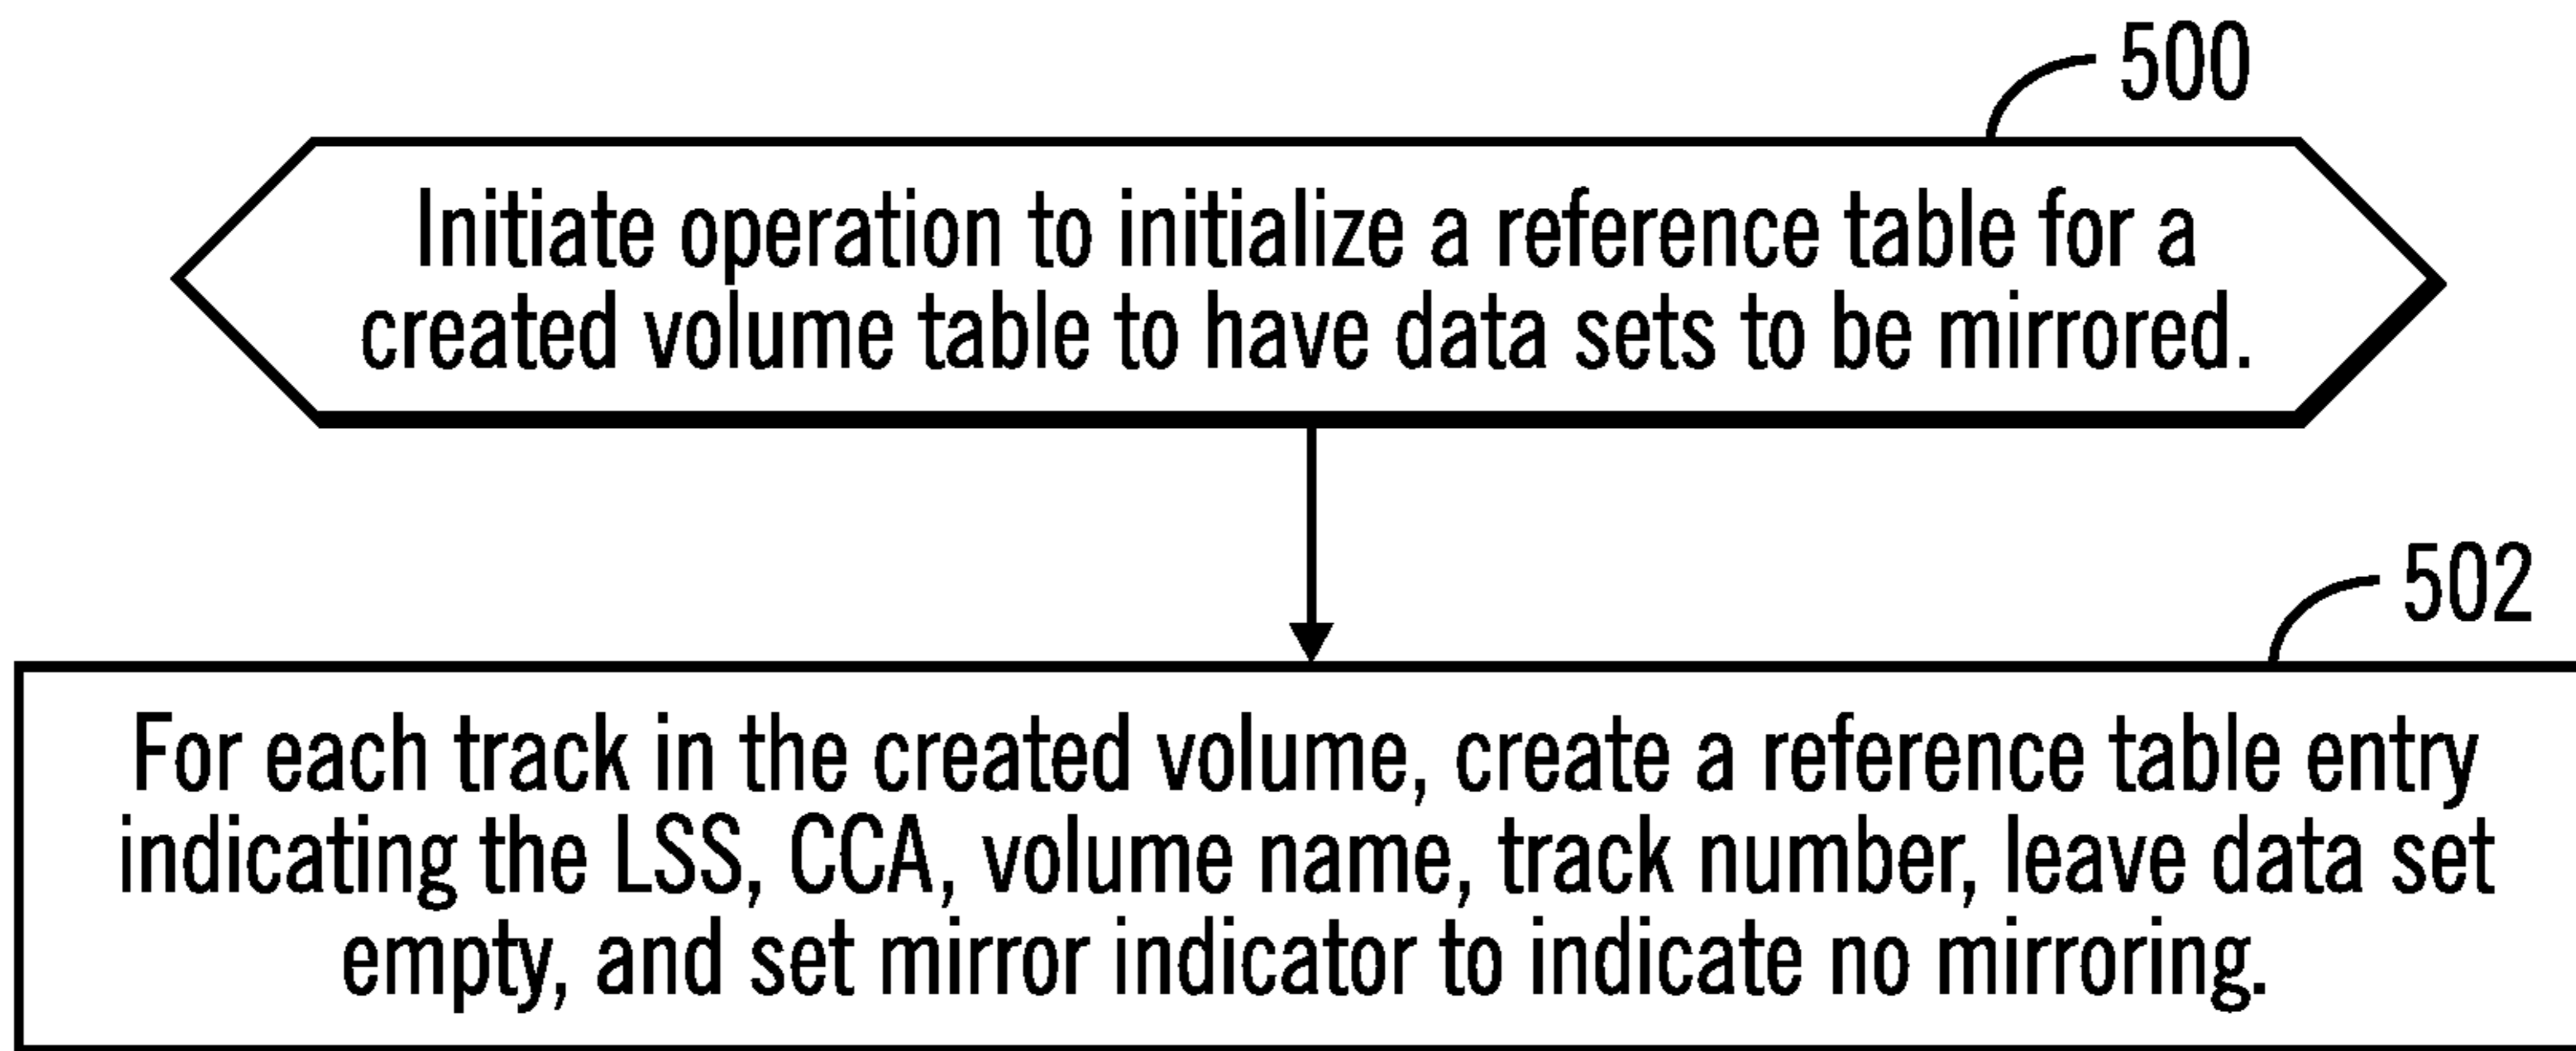 500
Initiate operation to initialize a reference table for a
created volume table to have data sets to be mirrored.
502
For each track in the created volume, create a reference table entry
indicating the LSS, CCA, volume name, track number, leave data set
empty, and set mirror indicator to indicate no mirroring.